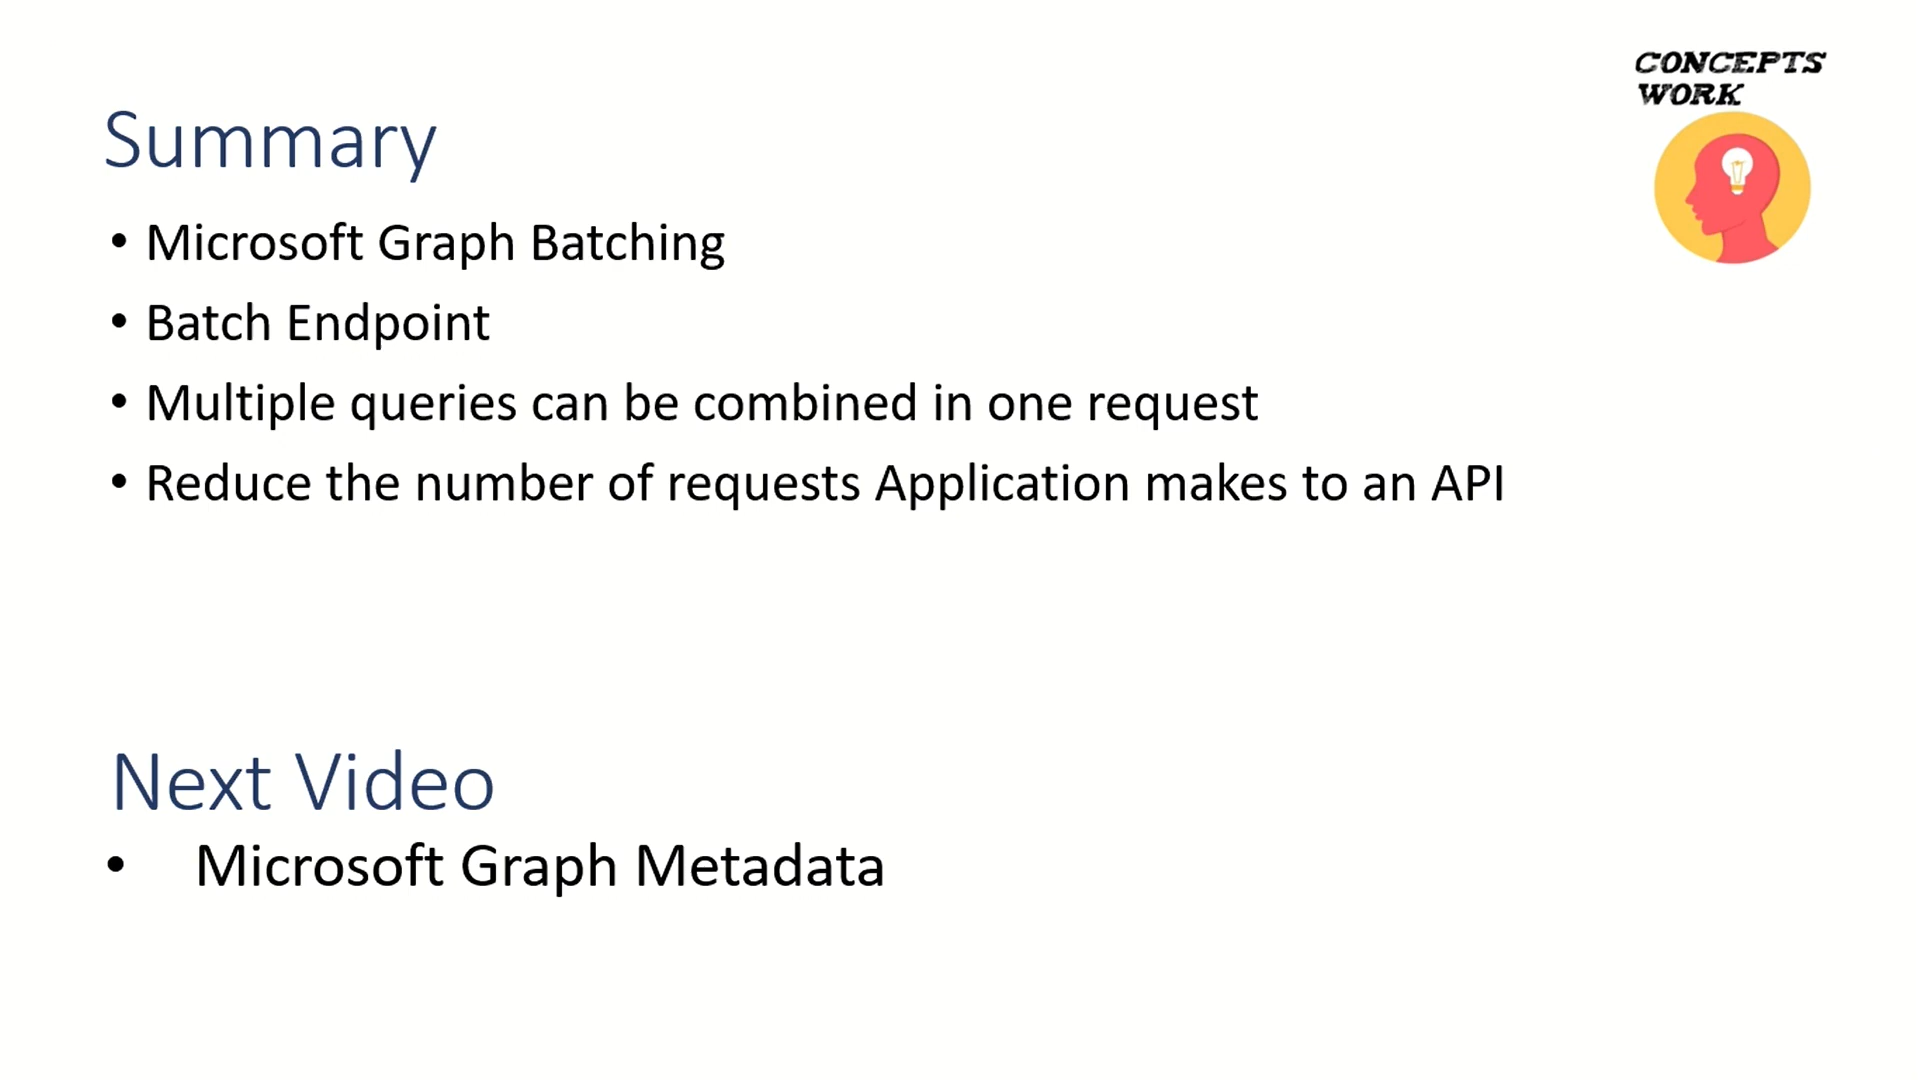 CONCEPTS
WORK
Summary
• Microsoft Graph Batching
• Batch Endpoint
• Multiple queries can be combined in one request
• Reduce the number of requests Application makes to an API
Next Video
• Microsoft Graph Metadata